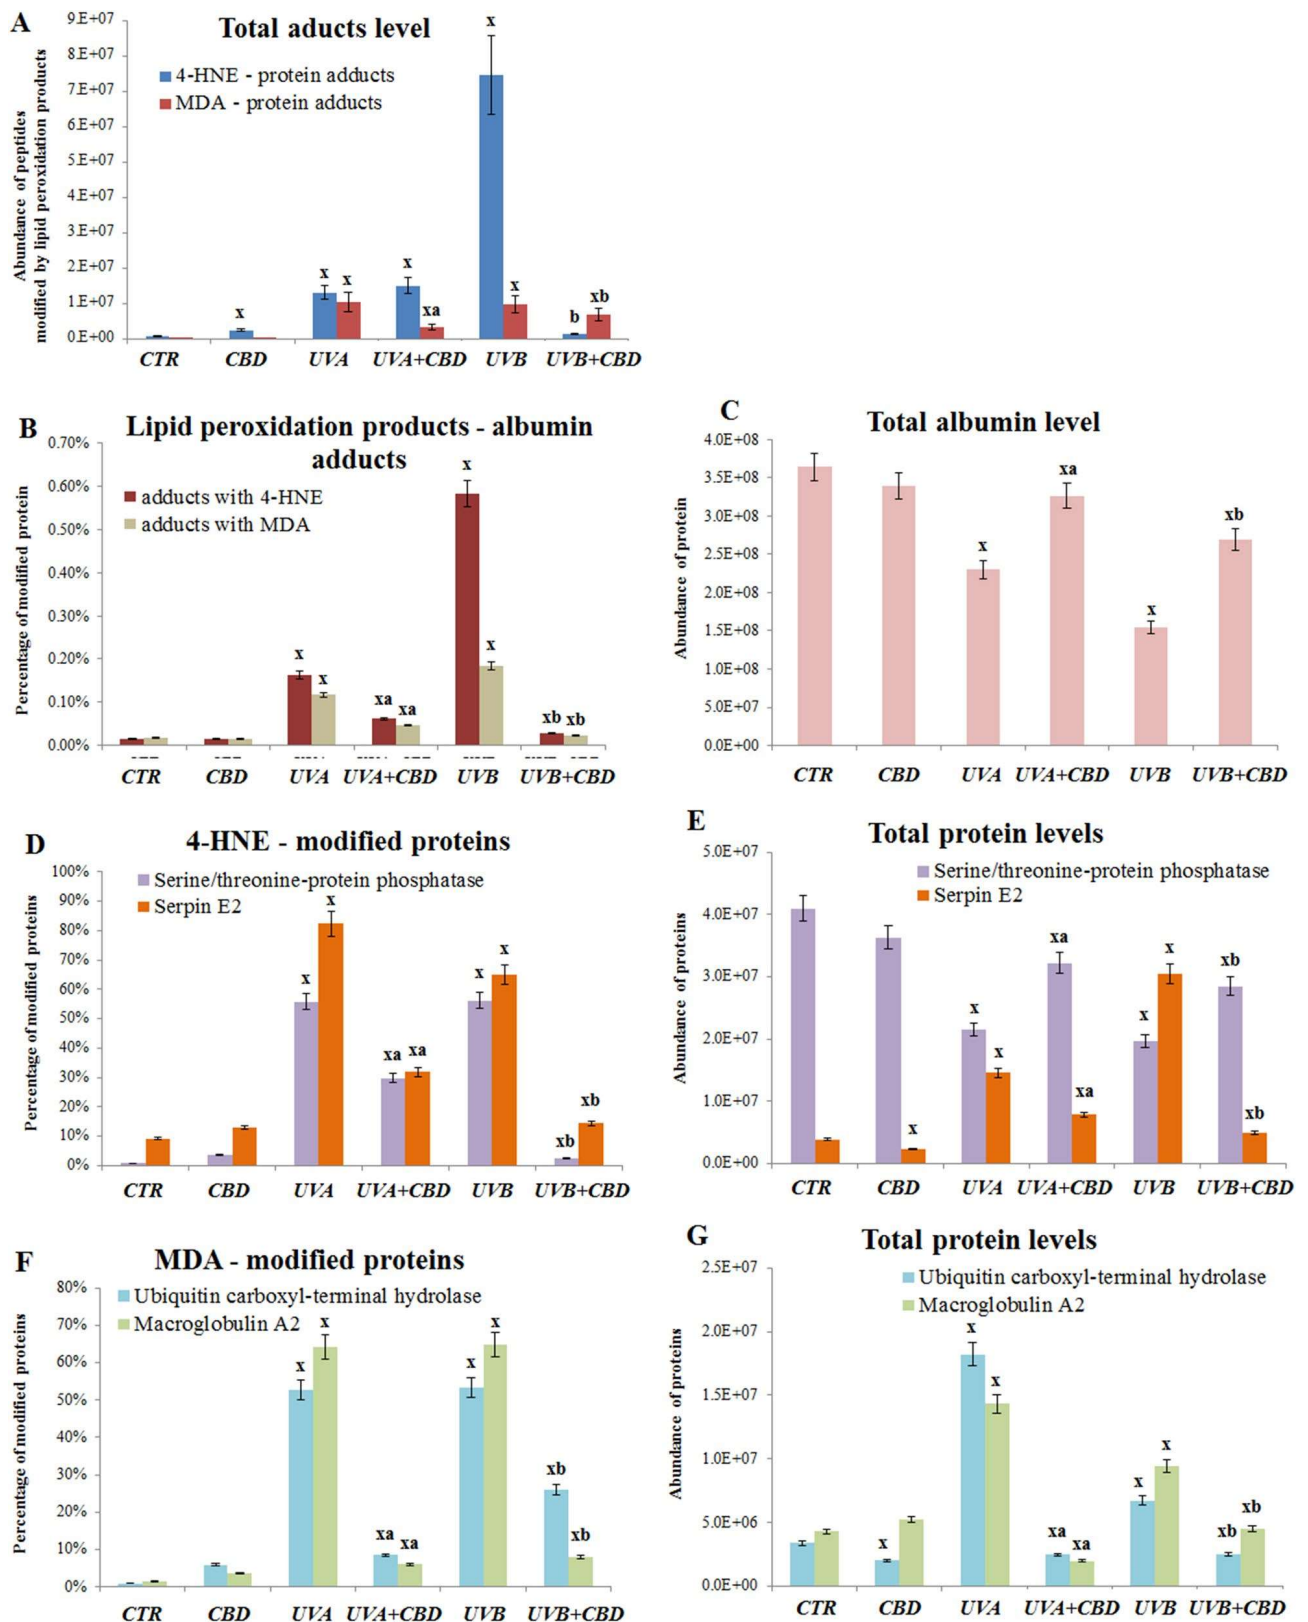 A
Total aducts level
4-HNE - protein adducts
MDA - protein adducts
Abundance of peptides
modified by lipid peroxidation products
9.E+07
8.E+07
7.E+07
6.E+07
5.E+07
4.E+07
3.E+07
2.E+07
1.E+07
0.E+00
x
x
x
x
xa
x
x
b
xb
CTR
CBD
UVA
UVA+CBD
UVB
UVB+CBD
B
Lipid peroxidation products - albumin
adducts
adducts with 4-HNE
adducts with MDA
Percentage of modified protein
0.70%
0.60%
0.50%
0.40%
0.30%
0.20%
0.10%
0.00%
x
x
xa
xa
x
x
xb
xb
CTR
CBD
UVA
UVA+CBD
UVB
UVB+CBD
C
Total albumin level
Abundance of protein
4.0E+08
3.5E+08
3.0E+08
2.5E+08
2.0E+08
1.5E+08
1.0E+08
5.0E+07
0.0E+00
x
xa
x
xb
CTR
CBD
UVA
UVA+CBD
UVB
UVB+CBD
D
4-HNE - modified proteins
Serine/threonine-protein phosphatase
Serpin E2
Percentage of modified proteins
100%
90%
80%
70%
60%
50%
40%
30%
20%
10%
0%
x
x
xa
xa
x
x
xb
xb
CTR
CBD
UVA
UVA+CBD
UVB
UVB+CBD
E
Total protein levels
Serine/threonine-protein phosphatase
Serpin E2
Abundance of proteins
5.0E+07
4.0E+07
3.0E+07
2.0E+07
1.0E+07
0.0E+00
x
x
x
xa
xa
x
x
xb
xb
CTR
CBD
UVA
UVA+CBD
UVB
UVB+CBD
F
MDA - modified proteins
Ubiquitin carboxyl-terminal hydrolase
Macroglobulin A2
Percentage of modified proteins
80%
70%
60%
50%
40%
30%
20%
10%
0%
x
x
xa
xa
x
x
xb
xb
CTR
CBD
UVA
UVA+CBD
UVB
UVB+CBD
G
Total protein levels
Ubiquitin carboxyl-terminal hydrolase
Macroglobulin A2
Abundance of proteins
2.5E+07
2.0E+07
1.5E+07
1.0E+07
5.0E+06
0.0E+00
x
x
x
xa
xa
x
x
xb
xb
CTR
CBD
UVA
UVA+CBD
UVB
UVB+CBD